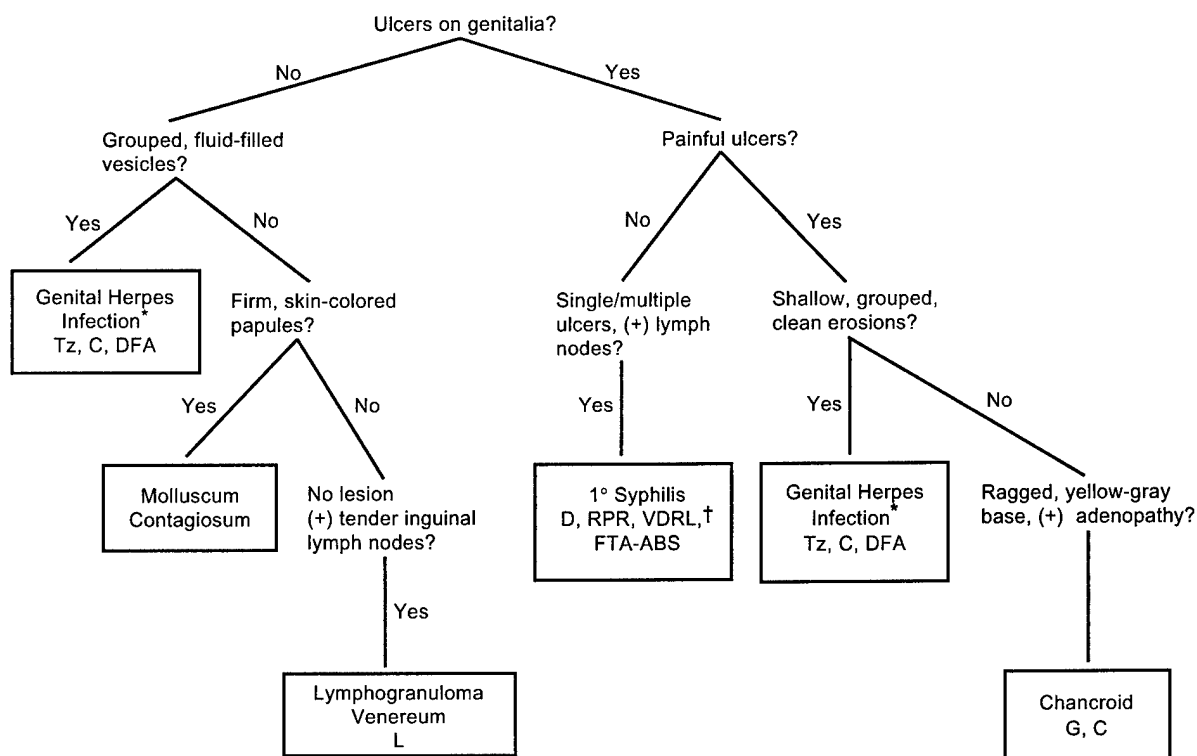 Ulcers on genitalia?
No
Yes
Grouped, fluid-filled
vesicles?
Painful ulcers?
Yes
No
No
Yes
Genital Herpes
Infection*
Tz, C, DFA
Firm, skin-colored
papules?
Single/multiple
ulcers, (+) lymph
nodes?
Shallow, grouped,
clean erosions?
Yes
No
Yes
Yes
No
Molluscum
Contagiosum
No lesion
(+) tender inguinal
lymph nodes?
1° Syphilis
D, RPR, VDRL,†
FTA-ABS
Genital Herpes
Infection*
Tz, C, DFA
Ragged, yellow-gray
base, (+) adenopathy?
Yes
Lymphogranuloma
Venereum
L
Chancroid
G, C